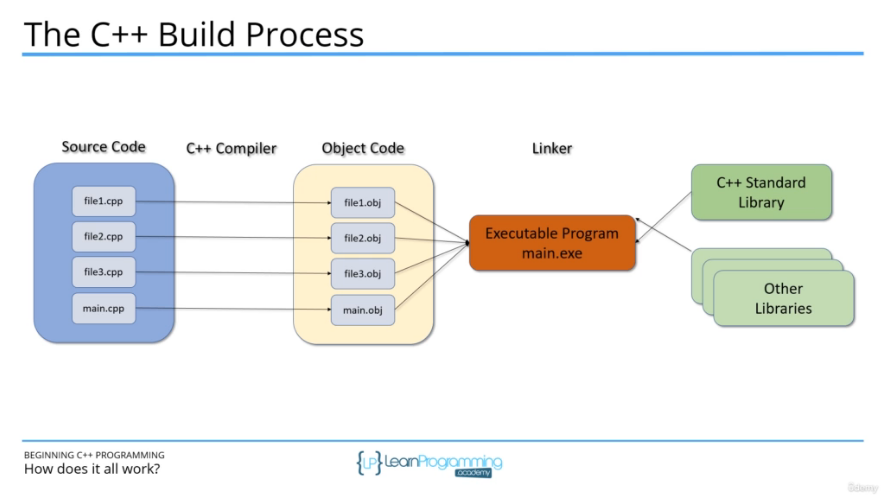 The C++ Build Process
Source Code
C++ Compiler
Object Code
Linker
file1.cpp
file2.cpp
file3.cpp
main.cpp
file1.obj
file2.obj
file3.obj
main.obj
Executable Program
main.exe
C++ Standard
Library
Other
Libraries
BEGINNING C++ PROGRAMMING
How does it all work?
{LP} LearnProgramming
academy
Udemy